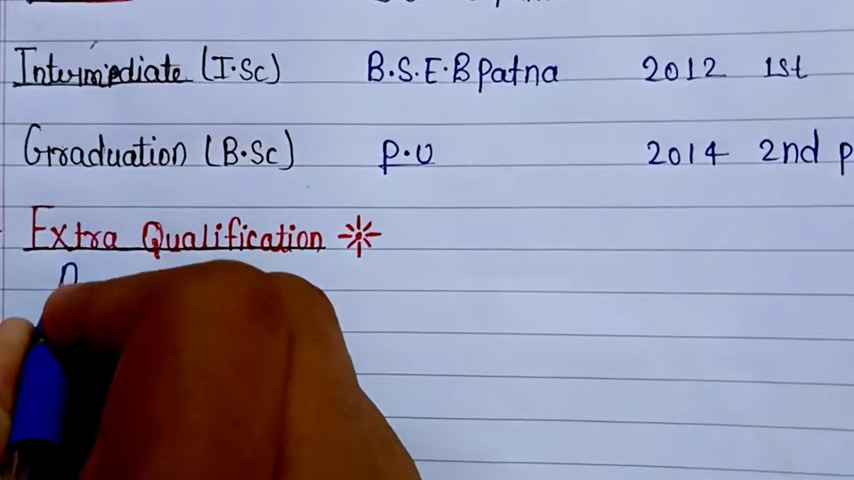 Intermediate (I.Sc) B.S.E.B Patna 2012 1st
Graduation (B.Sc) P.U 2014 2nd
Extra Qualification